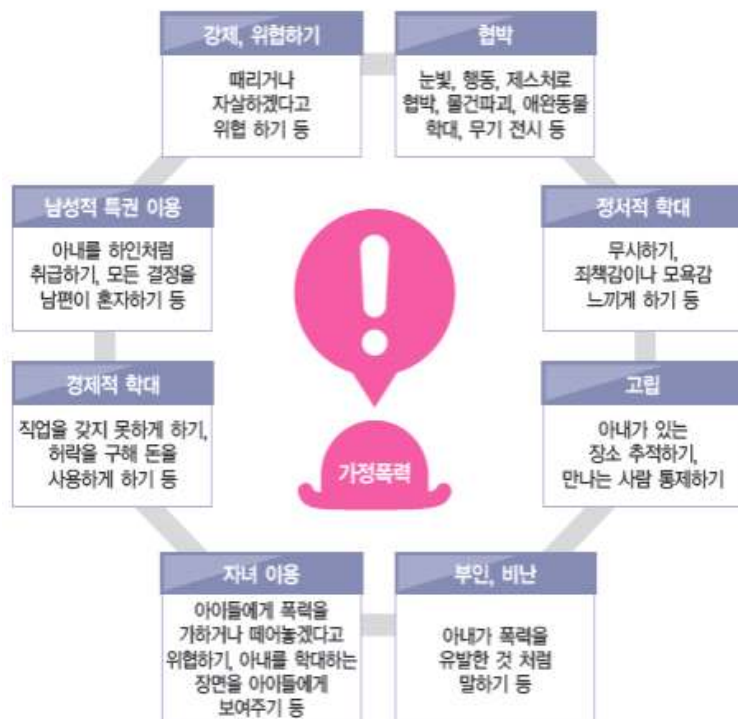 강제, 위협하기
때리거나
자살하겠다고
위협 하기 등
협박
눈빛, 행동, 제스처로
협박, 물건파괴, 애완동물
학대, 무기 전시 등
남성적 특권 이용
아내를 하인처럼
취급하기, 모든 결정을
남편이 혼자하기 등
정서적 학대
무시하기,
죄책감이나 모욕감
느끼게 하기 등
경제적 학대
직업을 갖지 못하게 하기,
허락을 구해 돈을
사용하게 하기 등
고립
아내가 있는
장소 추적하기,
만나는 사람 통제하기
가정폭력
자녀 이용
아이들에게 폭력을
가하거나 떼어놓겠다고
위협하기, 아내를 학대하는
장면을 아이들에게
보여주기 등
부인, 비난
아내가 폭력을
유발한 것 처럼
말하기 등